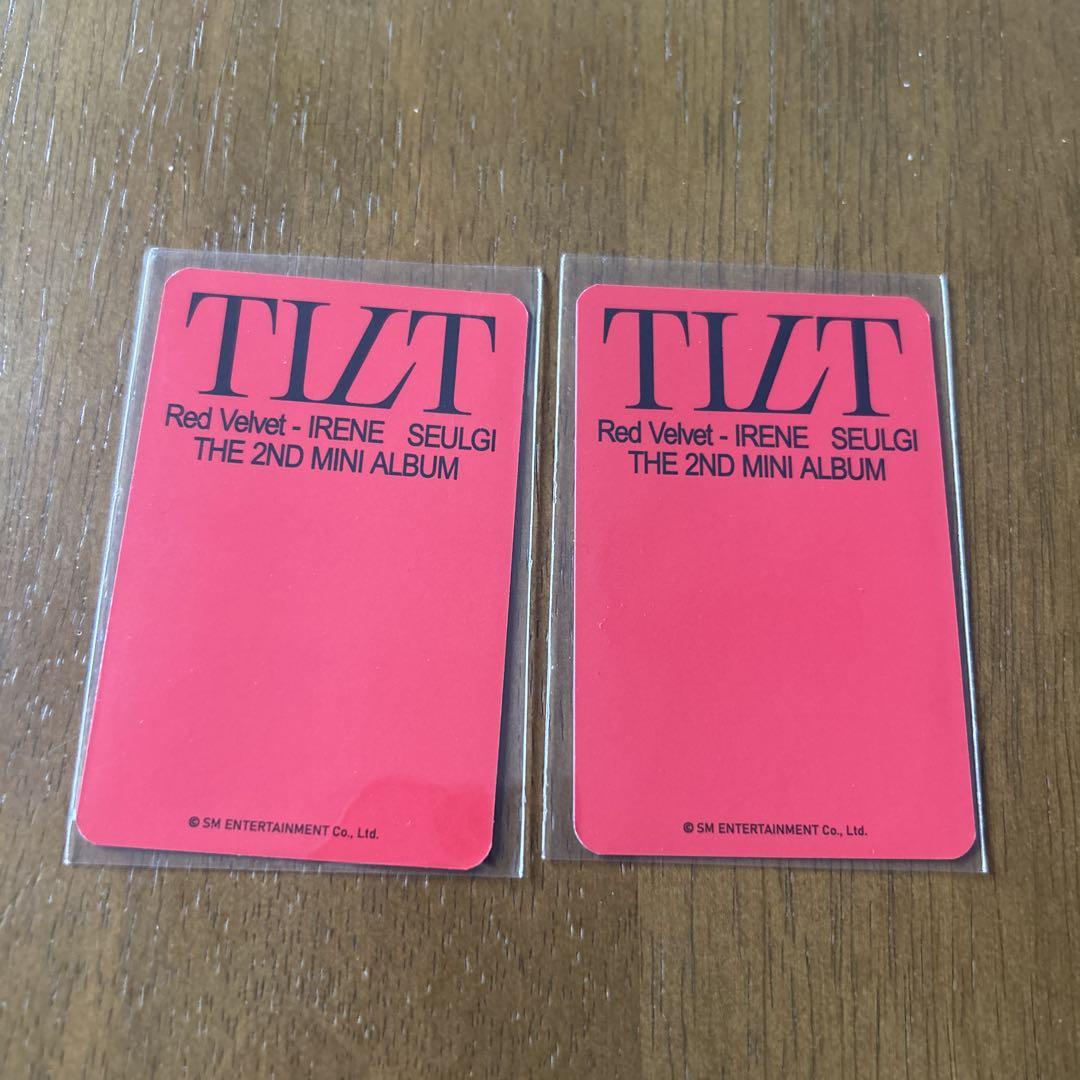 TILT
Red Velvet - IRENE SEULGI
THE 2ND MINI ALBUM
© SM ENTERTAINMENT Co., Ltd.
TILT
Red Velvet - IRENE SEULGI
THE 2ND MINI ALBUM
© SM ENTERTAINMENT Co., Ltd.